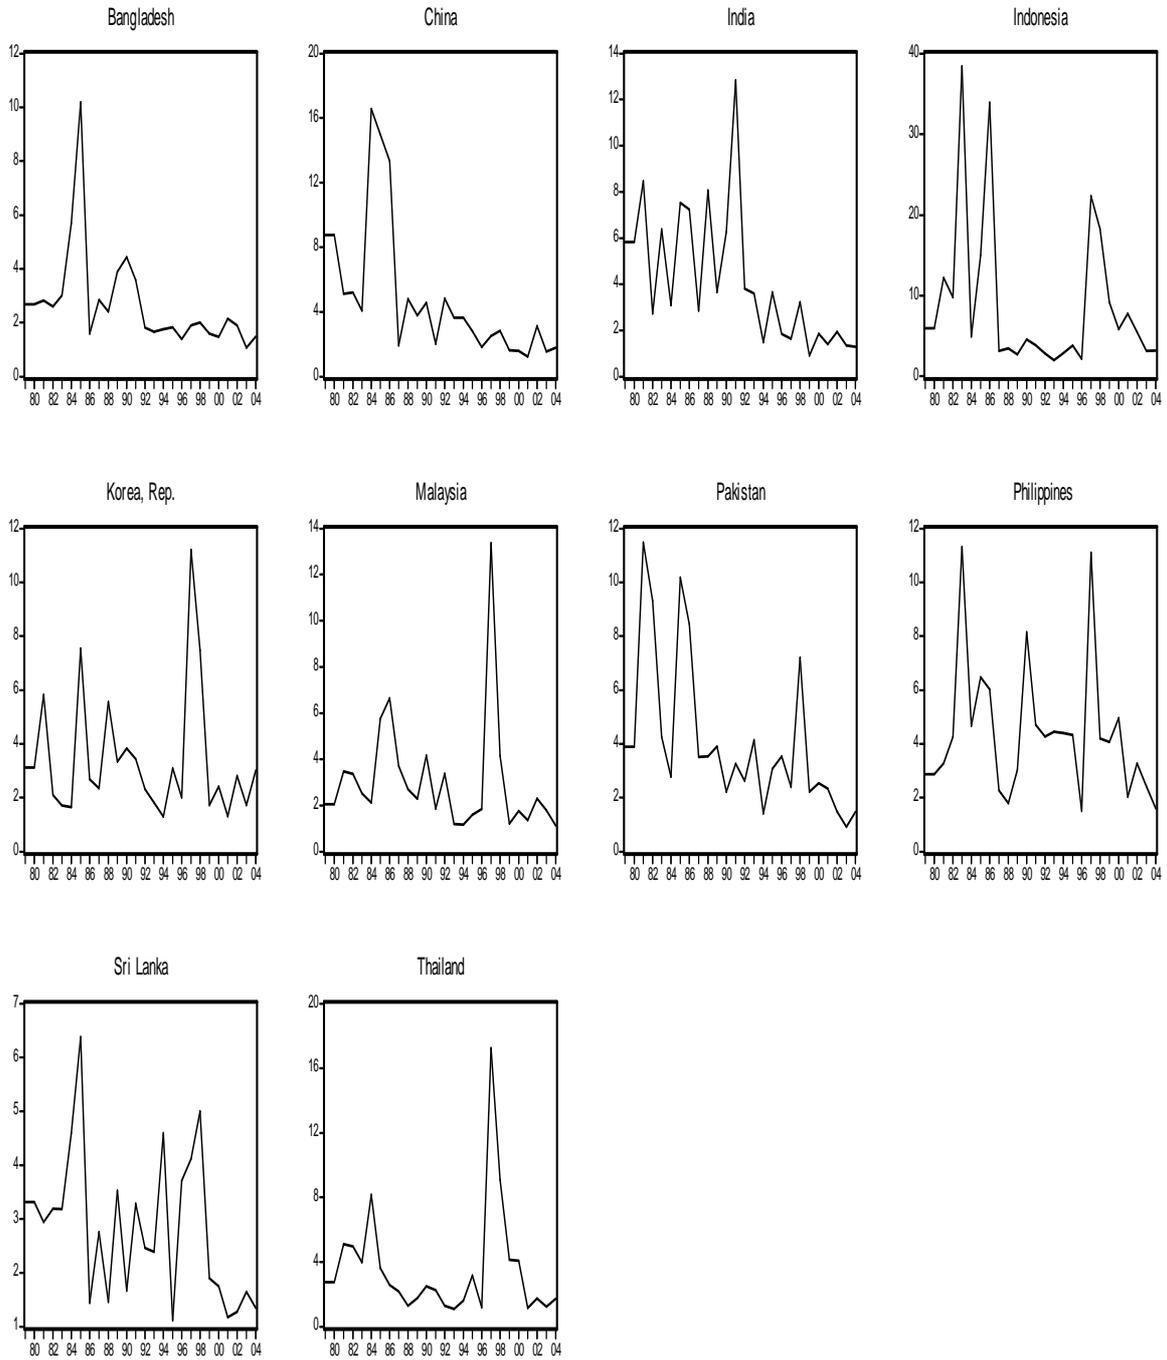 Bangladesh China India Indonesia
12 10 8 6 4 2 0
80 82 84 86 88 90 92 94 96 98 00 02 04
20 16 12 8 4 0
80 82 84 86 88 90 92 94 96 98 00 02 04
14 12 10 8 6 4 2 0
80 82 84 86 88 90 92 94 96 98 00 02 04
40 30 20 10 0
80 82 84 86 88 90 92 94 96 98 00 02 04
Korea, Rep. Malaysia Pakistan Philippines
12 10 8 6 4 2 0
80 82 84 86 88 90 92 94 96 98 00 02 04
14 12 10 8 6 4 2 0
80 82 84 86 88 90 92 94 96 98 00 02 04
12 10 8 6 4 2 0
80 82 84 86 88 90 92 94 96 98 00 02 04
12 10 8 6 4 2 0
80 82 84 86 88 90 92 94 96 98 00 02 04
Sri Lanka Thailand
7 6 5 4 3 2 1
80 82 84 86 88 90 92 94 96 98 00 02 04
20 16 12 8 4 0
80 82 84 86 88 90 92 94 96 98 00 02 04